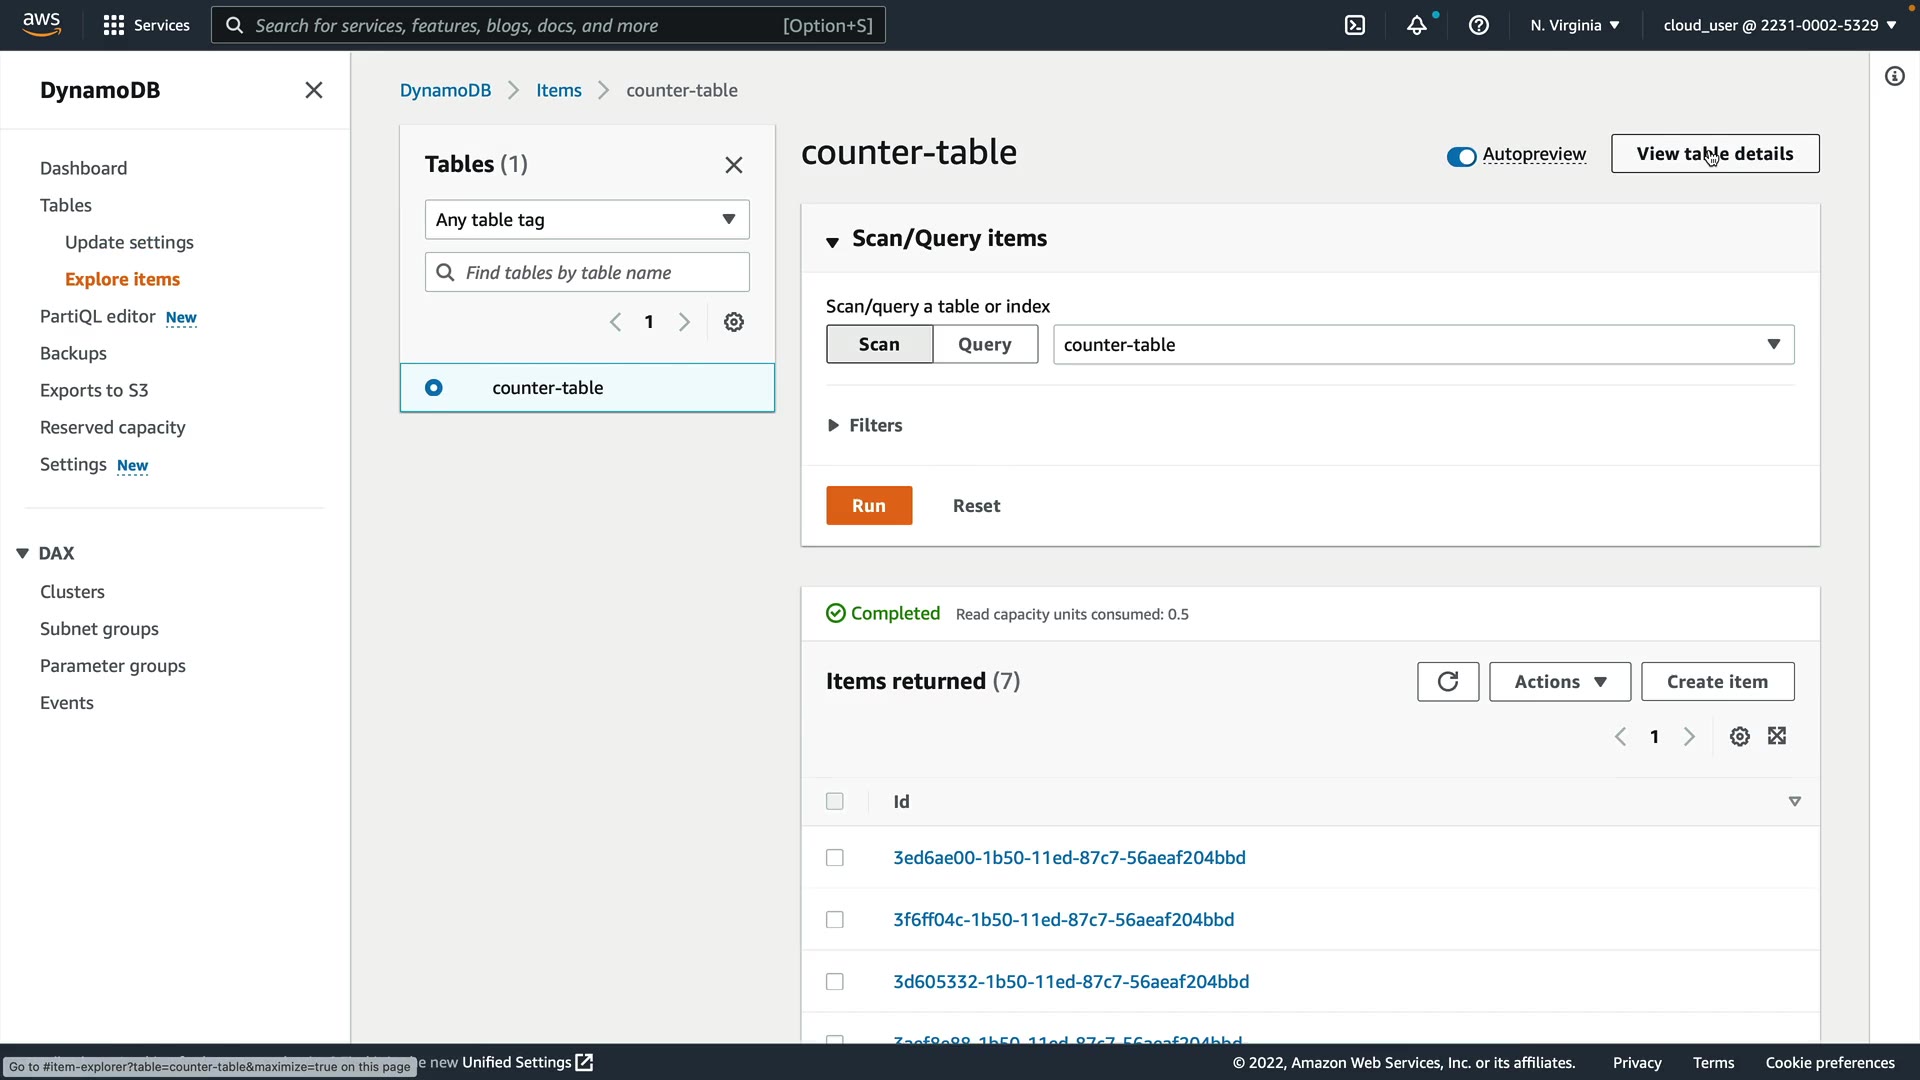 aws
Services
Search for services, features, blogs, docs, and more
[Option+S]
N. Virginia
cloud_user @ 2231-0002-5329
DynamoDB
Dashboard
Tables
Update settings
Explore items
PartiQL editor New
Backups
Exports to S3
Reserved capacity
Settings New
DAX
Clusters
Subnet groups
Parameter groups
Events
DynamoDB
Items
counter-table
Tables (1)
Any table tag
Find tables by table name
1
counter-table
counter-table
Autopreview
View table details
Scan/Query items
Scan/query a table or index
Scan
Query
counter-table
Filters
Run
Reset
Completed
Read capacity units consumed: 0.5
Items returned (7)
Actions
Create item
1
Id
3ed6ae00-1b50-11ed-87c7-56aeaf204bbd
3f6ff04c-1b50-11ed-87c7-56aeaf204bbd
3d605332-1b50-11ed-87c7-56aeaf204bbd
Go to #item-explorer?table=counter-table&maximize=true on this page
new Unified Settings
© 2022, Amazon Web Services, Inc. or its affiliates.
Privacy
Terms
Cookie preferences